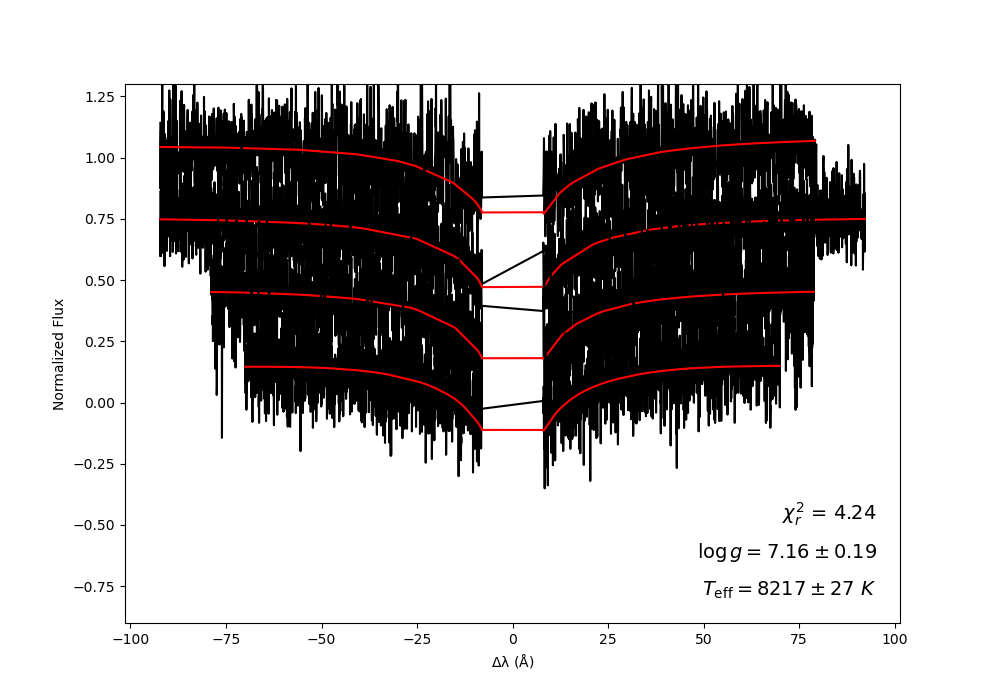 1.25
1.00
0.75
0.50
0.25
0.00
−0.25
−0.50
−0.75
Normalized Flux
χ²ᵣ = 4.24
log g = 7.16 ± 0.19
T_eff = 8217 ± 27 K
−100 −75 −50 −25 0 25 50 75 100
Δλ (Å)